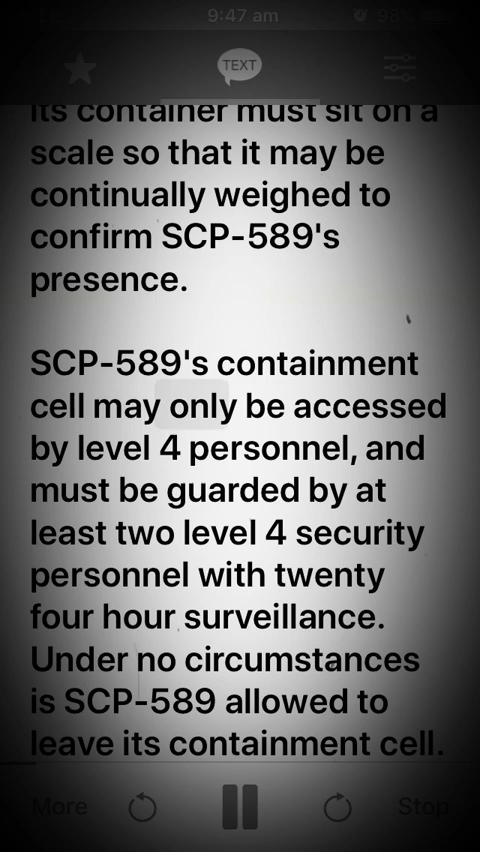 9:47 am
98%
TEXT
its container must sit on a
scale so that it may be
continually weighed to
confirm SCP-589's
presence.
SCP-589's containment
cell may only be accessed
by level 4 personnel, and
must be guarded by at
least two level 4 security
personnel with twenty
four hour surveillance.
Under no circumstances
is SCP-589 allowed to
leave its containment cell.
More
Stop